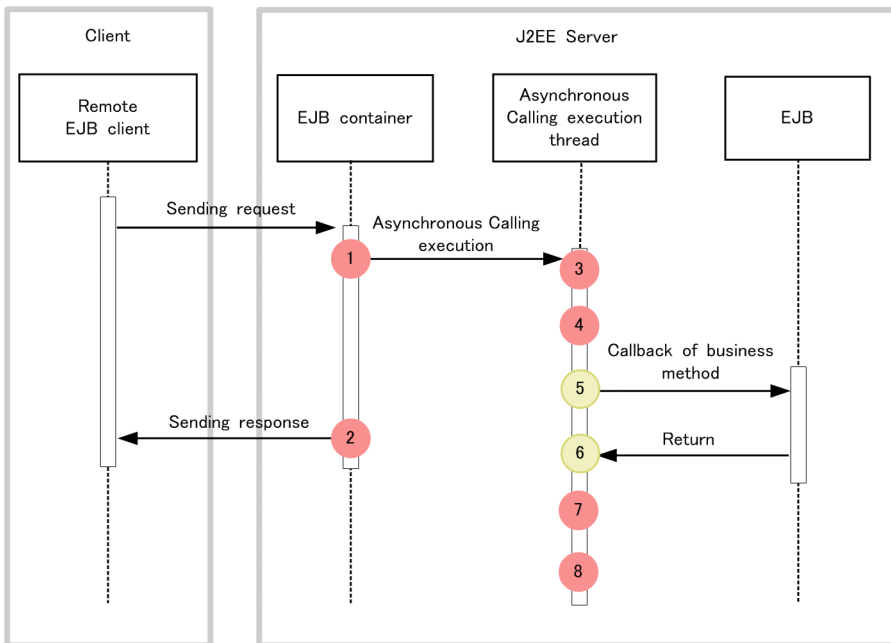 Client
J2EE Server
Remote
EJB client
EJB container
Asynchronous
Calling execution
thread
EJB
Sending request
Asynchronous Calling
execution
1
3
4
Callback of business
method
5
Sending response
2
Return
6
7
8